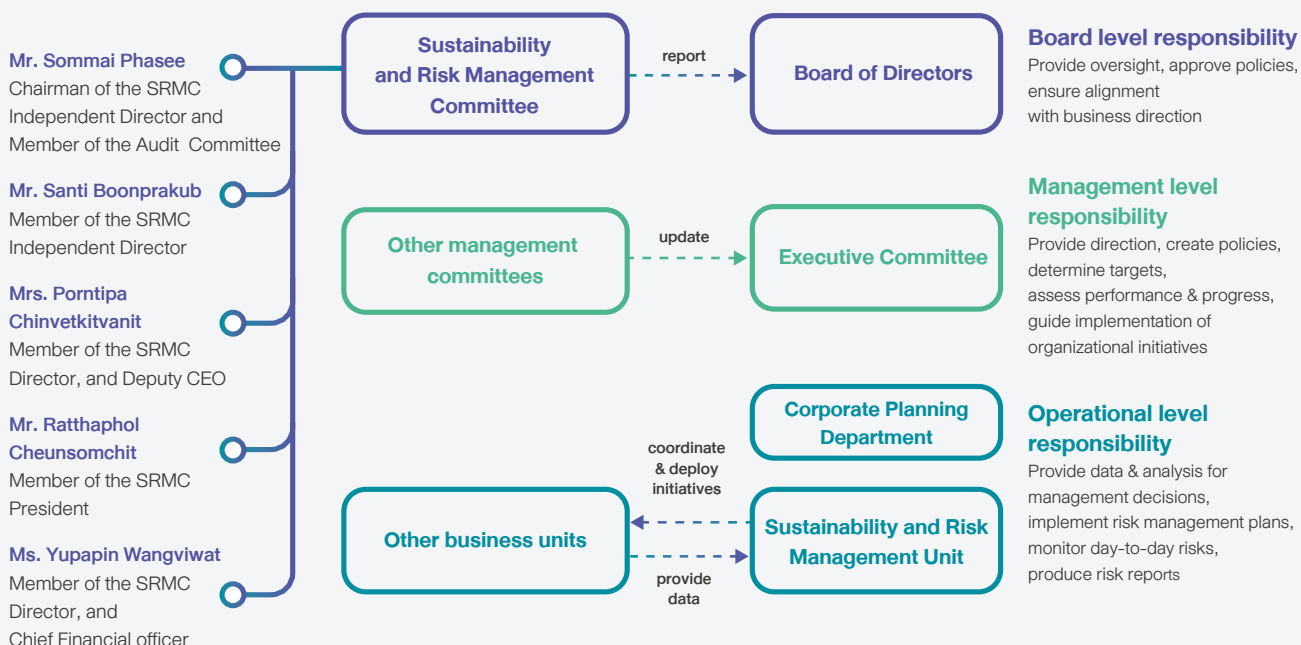 Mr. Sommai Phasee
Chairman of the SRMC
Independent Director and
Member of the Audit Committee
Mr. Santi Boonprakub
Member of the SRMC
Independent Director
Mrs. Porntipa
Chinvetkitvanit
Member of the SRMC
Director, and Deputy CEO
Mr. Ratthaphol
Cheunsomchit
Member of the SRMC
President
Ms. Yupapin Wangviwat
Member of the SRMC
Director, and
Chief Financial officer
Sustainability
and Risk Management
Committee
report
Board of Directors
Board level responsibility
Provide oversight, approve policies,
ensure alignment
with business direction
Other management
committees
update
Executive Committee
Management level
responsibility
Provide direction, create policies,
determine targets,
assess performance & progress,
guide implementation of
organizational initiatives
Corporate Planning
Department
Other business units
coordinate
& deploy
initiatives
provide
data
Sustainability and Risk
Management Unit
Operational level
responsibility
Provide data & analysis for
management decisions,
implement risk management plans,
monitor day-to-day risks,
produce risk reports